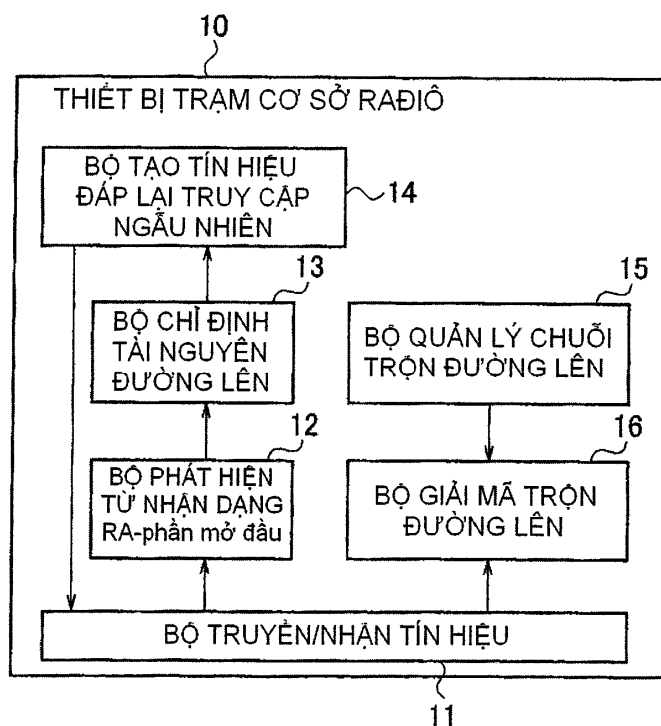 10
THIẾT BỊ TRẠM CƠ SỞ RAĐIÔ
BỘ TẠO TÍN HIỆU
ĐÁP LẠI TRUY CẬP
NGẪU NHIÊN
14
13
BỘ CHỈ ĐỊNH
TÀI NGUYÊN
ĐƯỜNG LÊN
15
BỘ QUẢN LÝ CHUỖI
TRỘN ĐƯỜNG LÊN
12
BỘ PHÁT HIỆN
TỪ NHẬN DẠNG
RA-phần mở đầu
16
BỘ GIẢI MÃ TRỘN
ĐƯỜNG LÊN
BỘ TRUYỀN/NHẬN TÍN HIỆU
11